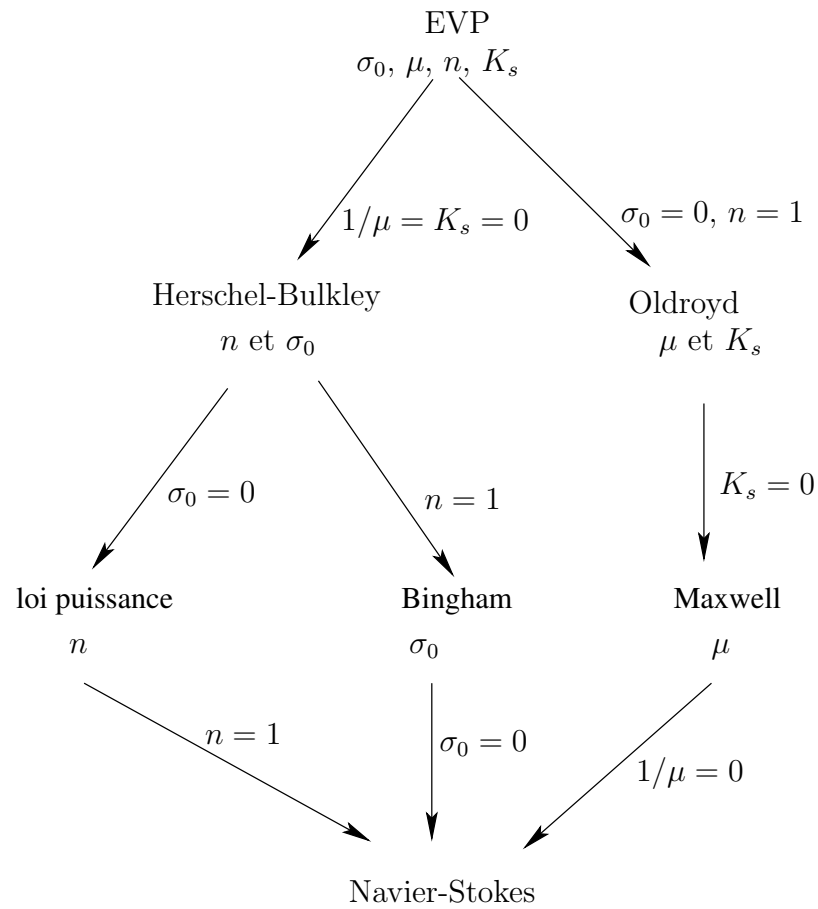 EVP
σ₀, μ, n, Kₛ
1/μ = Kₛ = 0
σ₀ = 0, n = 1
Herschel-Bulkley
n et σ₀
Oldroyd
μ et Kₛ
σ₀ = 0
n = 1
Kₛ = 0
loi puissance
n
Bingham
σ₀
Maxwell
μ
n = 1
σ₀ = 0
1/μ = 0
Navier-Stokes